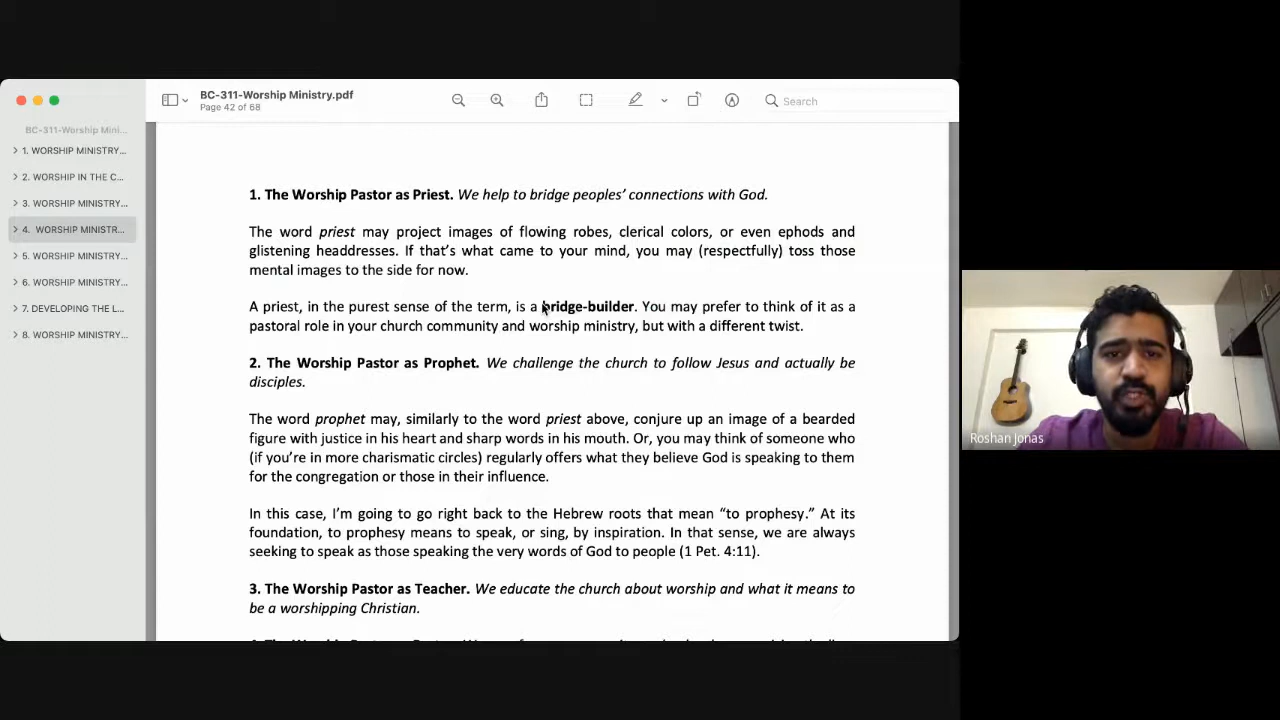 BC-311-Worship Ministry.pdf
Page 42 of 68
Search
BC-311-Worship Mini...
1. WORSHIP MINISTRY...
2. WORSHIP IN THE C...
3. WORSHIP MINISTRY...
4. WORSHIP MINISTR...
5. WORSHIP MINISTRY...
6. WORSHIP MINISTRY...
7. DEVELOPING THE L...
8. WORSHIP MINISTRY...
1. The Worship Pastor as Priest. We help to bridge peoples’ connections with God.
The word priest may project images of flowing robes, clerical colors, or even ephods and
glistening headdresses. If that’s what came to your mind, you may (respectfully) toss those
mental images to the side for now.
A priest, in the purest sense of the term, is a bridge-builder. You may prefer to think of it as a
pastoral role in your church community and worship ministry, but with a different twist.
2. The Worship Pastor as Prophet. We challenge the church to follow Jesus and actually be
disciples.
The word prophet may, similarly to the word priest above, conjure up an image of a bearded
figure with justice in his heart and sharp words in his mouth. Or, you may think of someone who
(if you’re in more charismatic circles) regularly offers what they believe God is speaking to them
for the congregation or those in their influence.
In this case, I’m going to go right back to the Hebrew roots that mean “to prophesy.” At its
foundation, to prophesy means to speak, or sing, by inspiration. In that sense, we are always
seeking to speak as those speaking the very words of God to people (1 Pet. 4:11).
3. The Worship Pastor as Teacher. We educate the church about worship and what it means to
be a worshipping Christian.
Roshan Jonas